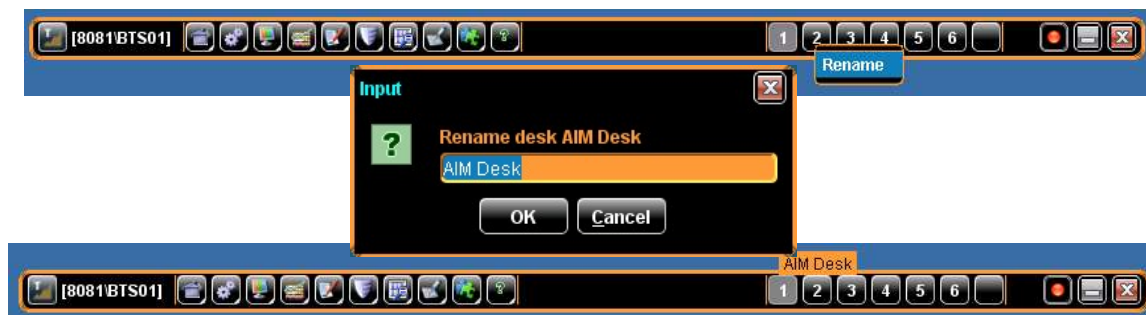 [8081\BTS01] 1 2 3 4 5 6
Rename
Input
? Rename desk AIM Desk
AIM Desk
OK Cancel
AIM Desk
[8081\BTS01] ? 1 2 3 4 5 6